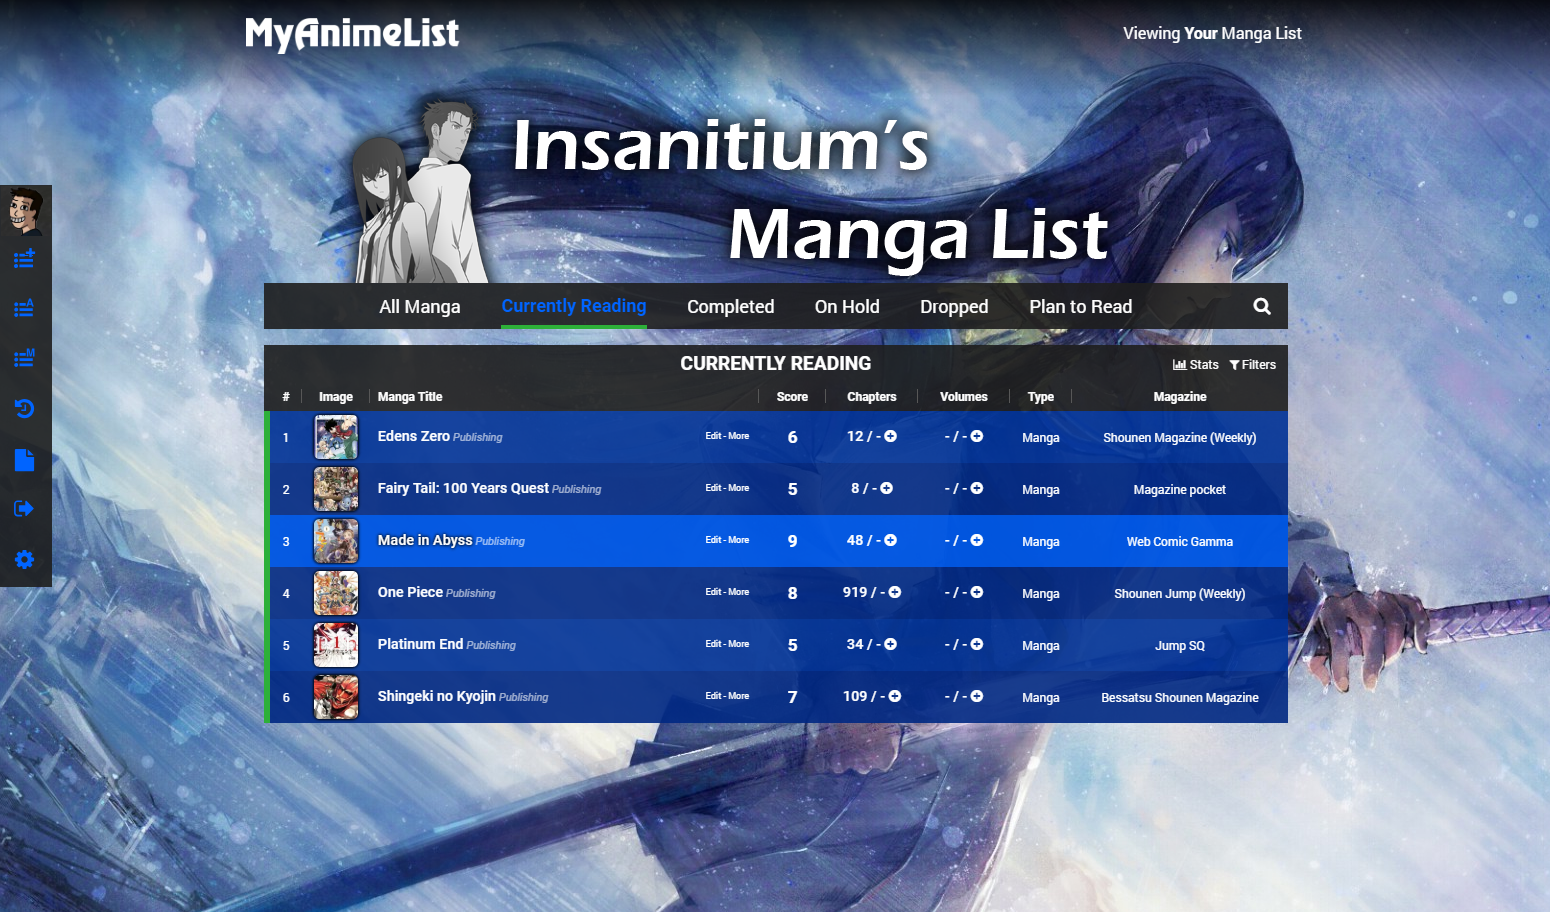 MyAnimeList
Viewing Your Manga List
Insanitium's
Manga List
All Manga Currently Reading Completed On Hold Dropped Plan to Read
CURRENTLY READING
Stats Filters
# Image Manga Title Score Chapters Volumes Type Magazine
1 Edens Zero Publishing Edit - More 6 12 / - - / - Manga Shounen Magazine (Weekly)
2 Fairy Tail: 100 Years Quest Publishing Edit - More 5 8 / - - / - Manga Magazine pocket
3 Made in Abyss Publishing Edit - More 9 48 / - - / - Manga Web Comic Gamma
4 One Piece Publishing Edit - More 8 919 / - - / - Manga Shounen Jump (Weekly)
5 Platinum End Publishing Edit - More 5 34 / - - / - Manga Jump SQ
6 Shingeki no Kyojin Publishing Edit - More 7 109 / - - / - Manga Bessatsu Shounen Magazine